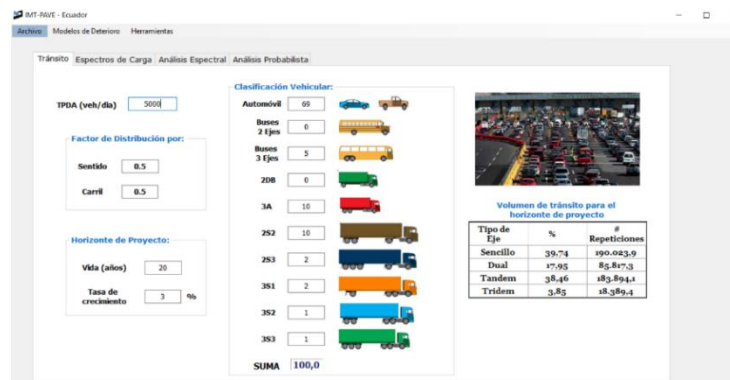 IMT-PAVE - Ecuador
Archivo Modelos de Deterioro Herramientas
Tránsito Espectros de Carga Análisis Espectral Análisis Probabilista
TPDA (veh/dia) 5000
Factor de Distribución por:
Sentido 0.5
Carril 0.5
Horizonte de Proyecto:
Vida (años) 20
Tasa de
crecimiento 3 %
Clasificación Vehicular:
Automóvil 69
Buses
2 Ejes 0
Buses
3 Ejes 5
2DB 0
3A 10
2S2 10
2S3 2
3S1 2
3S2 1
3S3 1
SUMA 100,0
Volumen de tránsito para el
horizonte de proyecto
Tipo de
Eje % #
Repeticiones
Sencillo 39,74 190.023,9
Dual 17,95 85.817,3
Tandem 38,46 183.894,1
Tridem 3,85 18.389,4